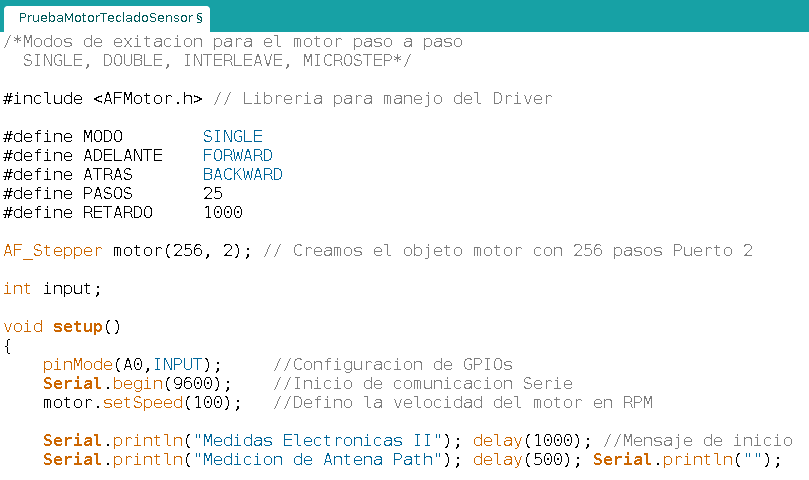 PruebaMotorTecladoSensor §
/*Modos de exitacion para el motor paso a paso
  SINGLE, DOUBLE, INTERLEAVE, MICROSTEP*/
#include <AFMotor.h> // Libreria para manejo del Driver
#define MODO        SINGLE
#define ADELANTE    FORWARD
#define ATRAS       BACKWARD
#define PASOS       25
#define RETARDO     1000
AF_Stepper motor(256, 2); // Creamos el objeto motor con 256 pasos Puerto 2
int input;
void setup()
{
    pinMode(A0,INPUT);     //Configuracion de GPIOs
    Serial.begin(9600);    //Inicio de comunicacion Serie
    motor.setSpeed(100);   //Defino la velocidad del motor en RPM
    Serial.println("Medidas Electronicas II"); delay(1000); //Mensaje de inicio
    Serial.println("Medicion de Antena Path"); delay(500); Serial.println("");